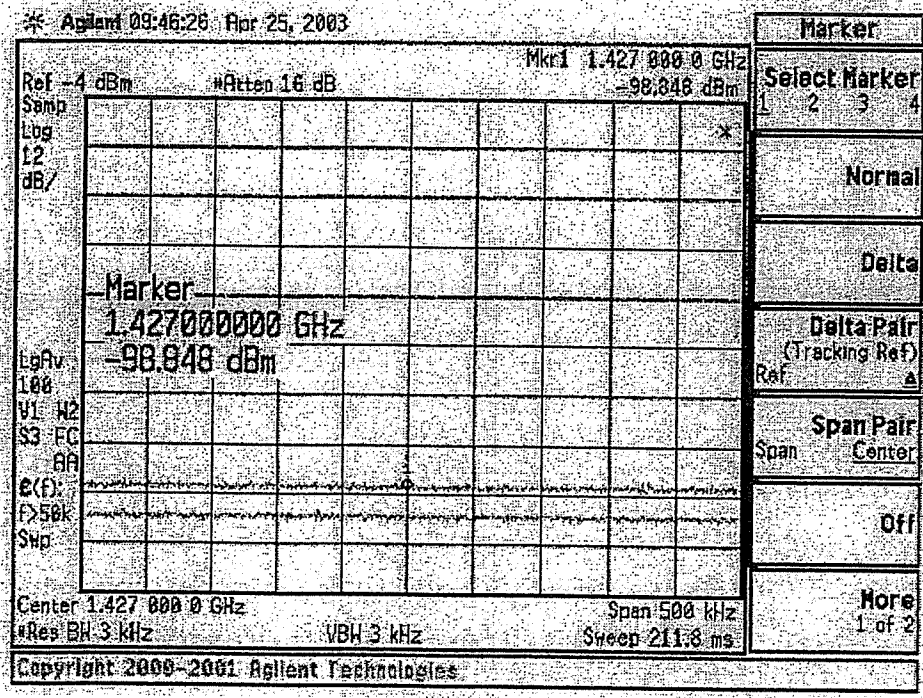 Agilent 09:46:26 Apr 25, 2003
Mkr1 1.427 000 0 GHz
Ref -4 dBm #Atten 16 dB -98.848 dBm
Samp
Log
12
dB/
Marker
1.427000000 GHz
-98.848 dBm
LgAv
100
V1 W2
S3 FC
AA
£(f):
f>50k
Swp
Center 1.427 000 0 GHz Span 500 kHz
#Res BW 3 kHz VBW 3 kHz Sweep 211.8 ms
Copyright 2000-2001 Agilent Technologies
Marker
Select Marker
1 2 3 4
Normal
Delta
Delta Pair
(Tracking Ref)
Ref Δ
Span Pair
Span Center
Off
More
1 of 2